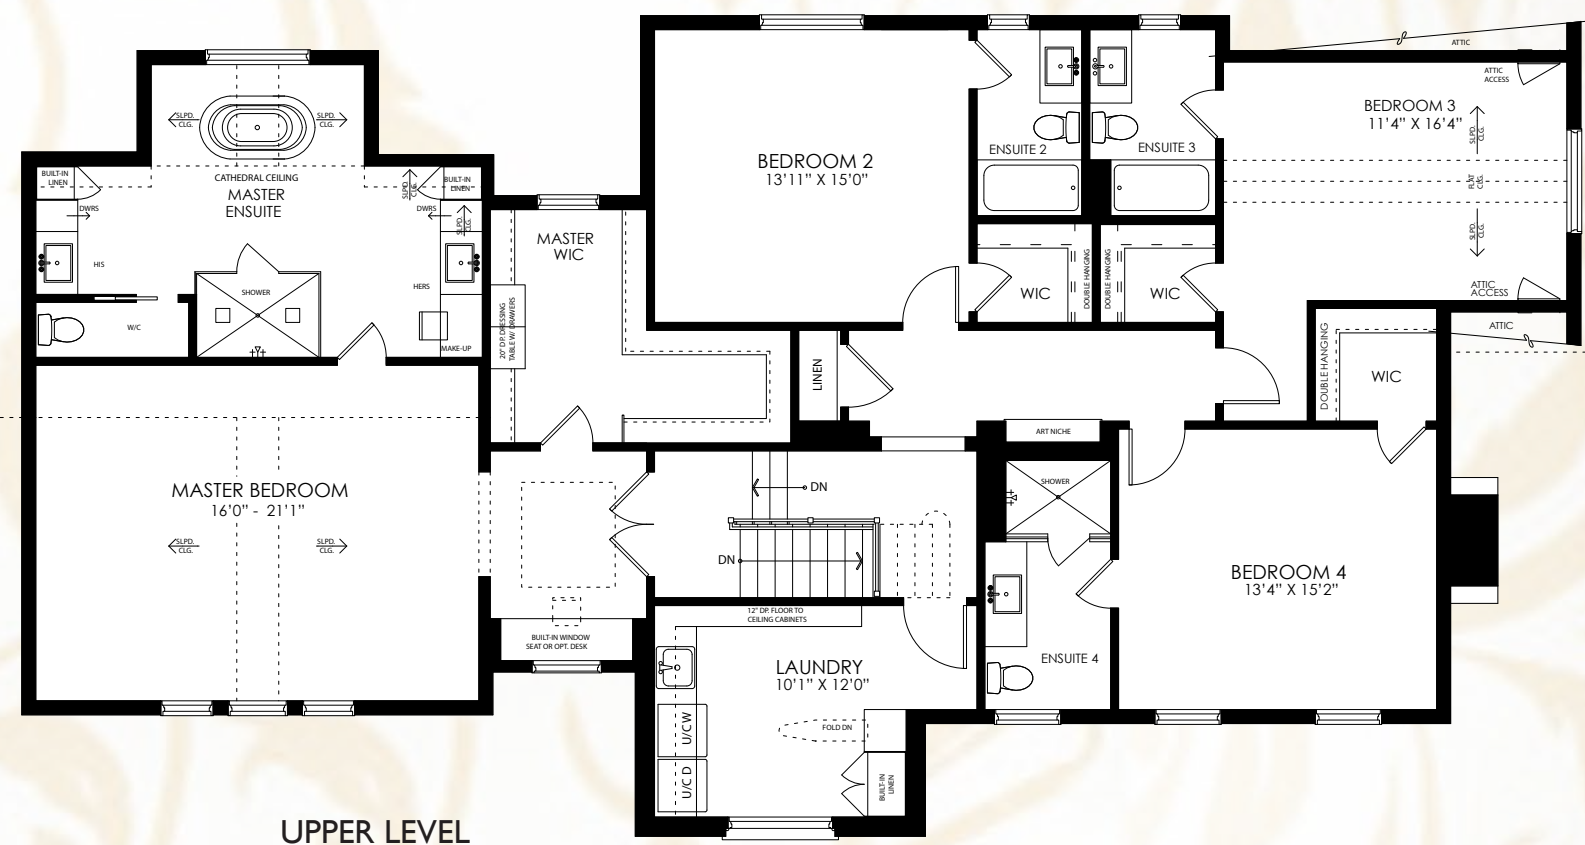 ATTIC
ATTIC
ACCESS
BEDROOM 3
11'4" X 16'4"
SLPD.
CLG.
FLAT
CLG.
SLPD.
CLG.
ATTIC
ACCESS
ATTIC
SLPD.
CLG.
SLPD.
CLG.
CATHEDRAL CEILING
MASTER
ENSUITE
BUILT-IN
LINEN
DWRS
HIS
SHOWER
W/C
SLPD.
CLG.
BUILT-IN
LINEN
DWRS
SLPD.
CLG.
HERS
MAKE-UP
MASTER
WIC
20" DP. DRESSING
TABLE W/ DRAWERS
BEDROOM 2
13'11" X 15'0"
ENSUITE 2
ENSUITE 3
WIC
DOUBLE HANGING
DOUBLE HANGING
WIC
LINEN
ART NICHE
DOUBLE HANGING
WIC
MASTER BEDROOM
16'0" - 21'1"
SLPD.
CLG.
SLPD.
CLG.
DN
DN
BUILT-IN WINDOW
SEAT OR OPT. DESK
12" DP. FLOOR TO
CEILING CABINETS
LAUNDRY
10'1" X 12'0"
U/C W
U/C D
FOLD DN
BUILT-IN
LINEN
SHOWER
ENSUITE 4
BEDROOM 4
13'4" X 15'2"
UPPER LEVEL